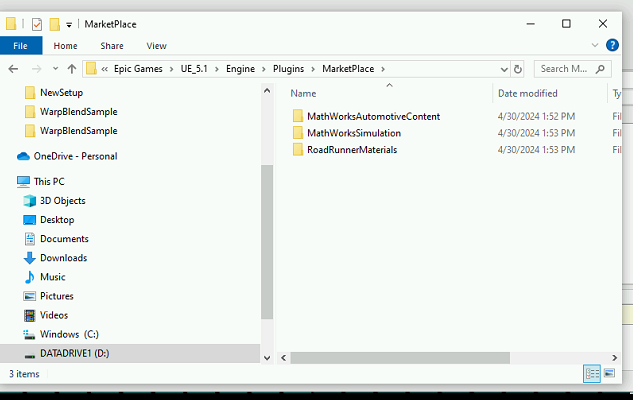 MarketPlace
File Home Share View
« Epic Games > UE_5.1 > Engine > Plugins > MarketPlace > Search M...
NewSetup
WarpBlendSample
WarpBlendSample
OneDrive - Personal
This PC
3D Objects
Desktop
Documents
Downloads
Music
Pictures
Videos
Windows (C:)
DATADRIVE1 (D:)
Name Date modified Ty
MathWorksAutomotiveContent 4/30/2024 1:52 PM Fil
MathWorksSimulation 4/30/2024 1:53 PM Fil
RoadRunnerMaterials 4/30/2024 1:53 PM Fil
3 items